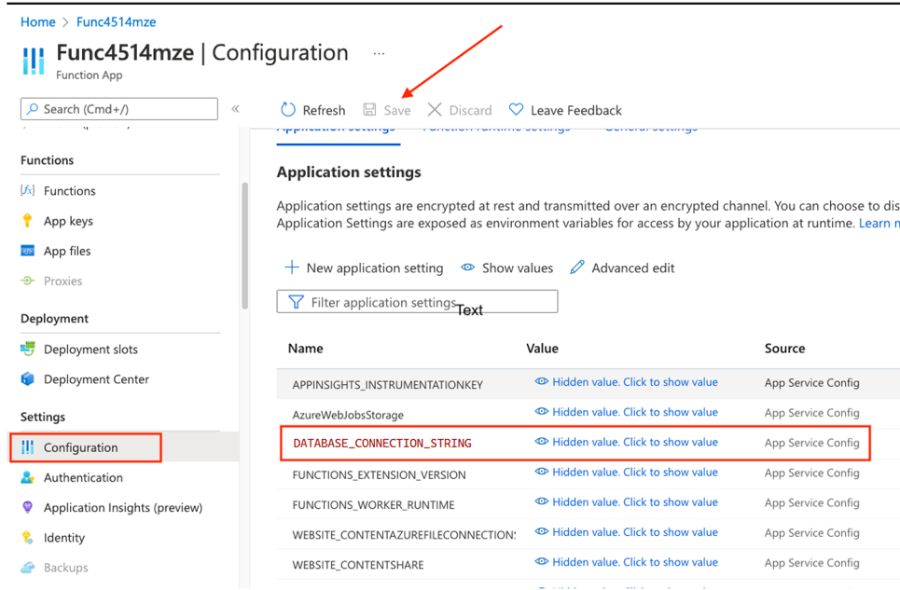 Home > Func4514mze
Func4514mze | Configuration ...
Function App
Search (Cmd+/)
«
Refresh Save Discard Leave Feedback
Application settings Function runtime settings General settings
Functions
Functions
App keys
App files
Proxies
Deployment
Deployment slots
Deployment Center
Settings
Configuration
Authentication
Application Insights (preview)
Identity
Backups
Application settings
Application settings are encrypted at rest and transmitted over an encrypted channel. You can choose to dis
Application Settings are exposed as environment variables for access by your application at runtime. Learn n
New application setting Show values Advanced edit
Filter application settings
Text
Name Value Source
APPINSIGHTS_INSTRUMENTATIONKEY Hidden value. Click to show value App Service Config
AzureWebJobsStorage Hidden value. Click to show value App Service Config
DATABASE_CONNECTION_STRING Hidden value. Click to show value App Service Config
FUNCTIONS_EXTENSION_VERSION Hidden value. Click to show value App Service Config
FUNCTIONS_WORKER_RUNTIME Hidden value. Click to show value App Service Config
WEBSITE_CONTENTAZUREFILECONNECTIONS Hidden value. Click to show value App Service Config
WEBSITE_CONTENTSHARE Hidden value. Click to show value App Service Config